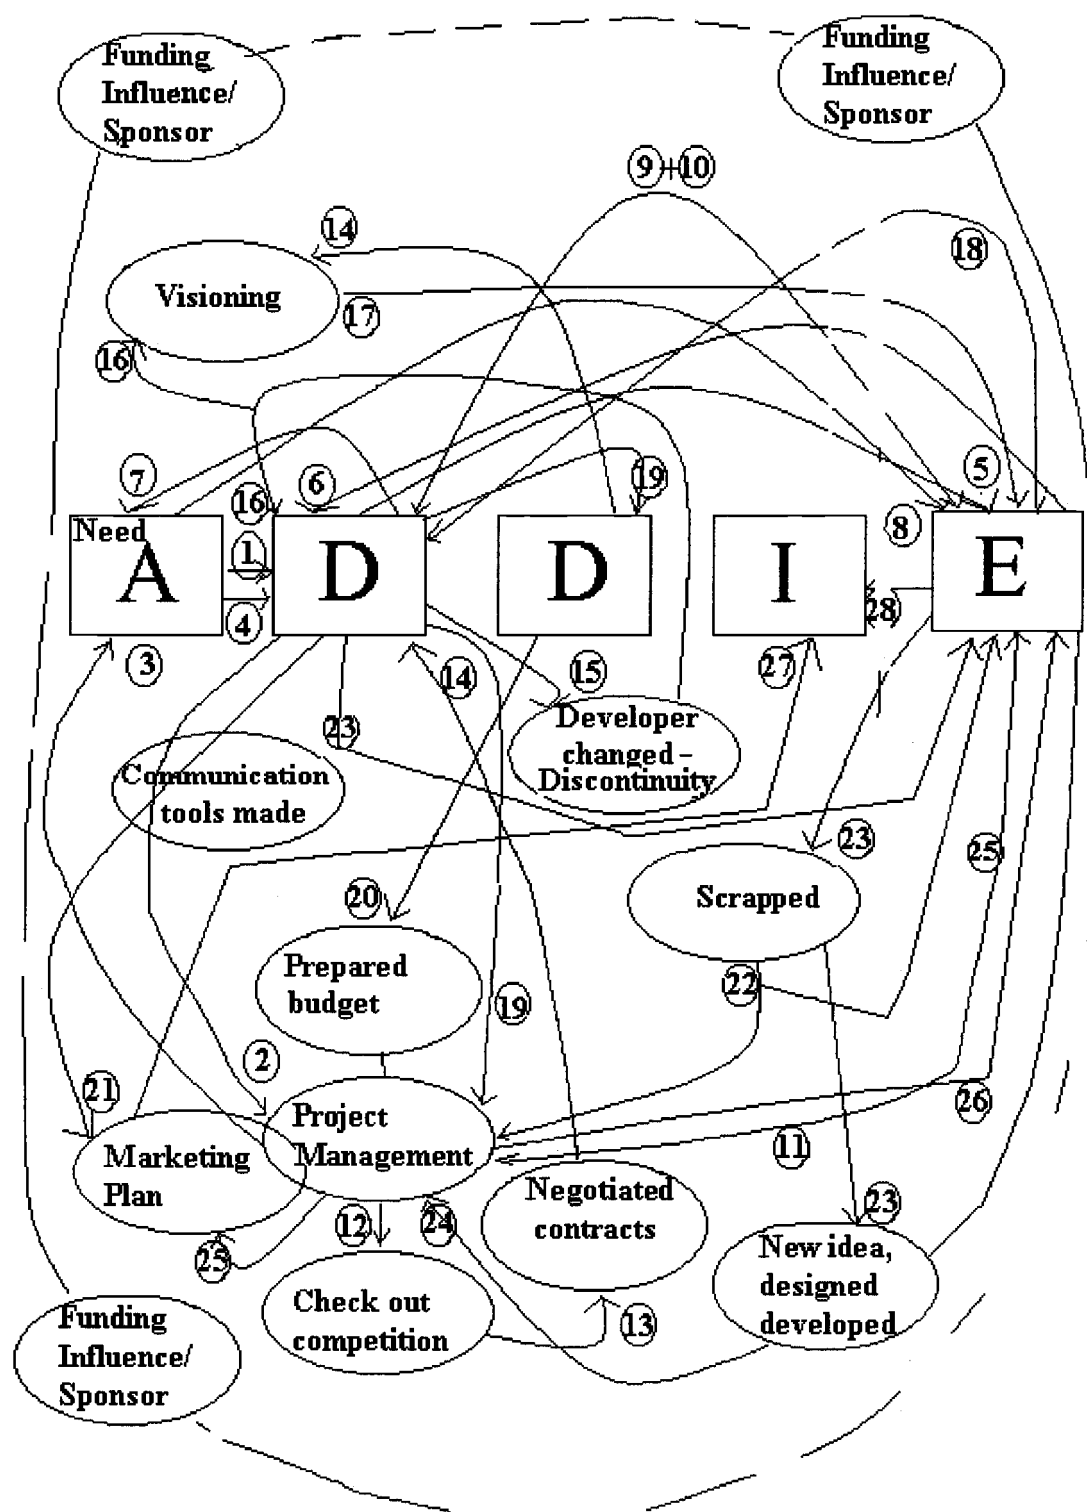 Funding
Influence/
Sponsor
Funding
Influence/
Sponsor
9+10
14
18
Visioning
17
16
7
6
19
5
16
Need
A
D
D
I
E
1
8
4
28
3
14
15
27
Developer
changed -
Discontinuity
23
Communication
tools made
23
25
20
Scrapped
Prepared
budget
22
19
2
21
26
Project
Management
11
Marketing
Plan
Negotiated
contracts
12
24
23
25
New idea,
designed
developed
Check out
competition
13
Funding
Influence/
Sponsor